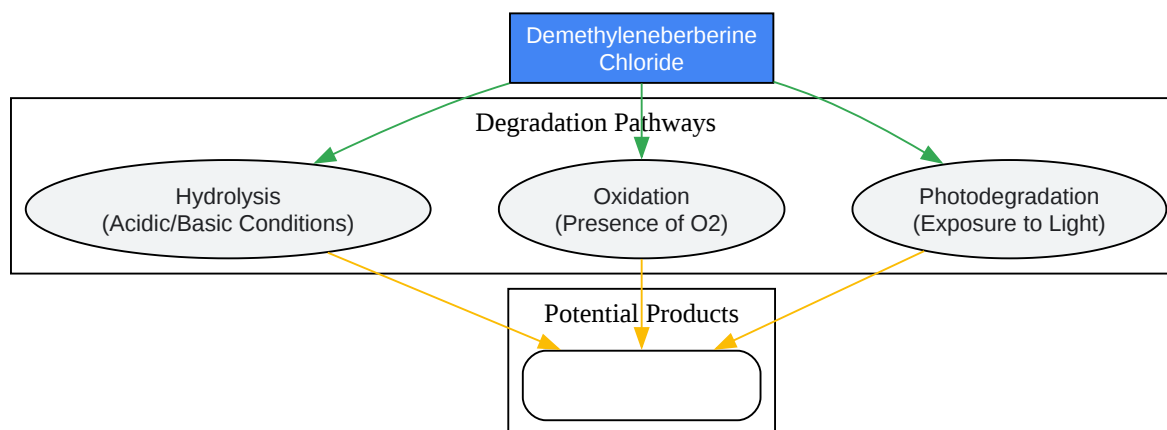 Demethyleneberberine
Chloride
Degradation Pathways
Hydrolysis
(Acidic/Basic Conditions)
Oxidation
(Presence of O2)
Photodegradation
(Exposure to Light)
Potential Products